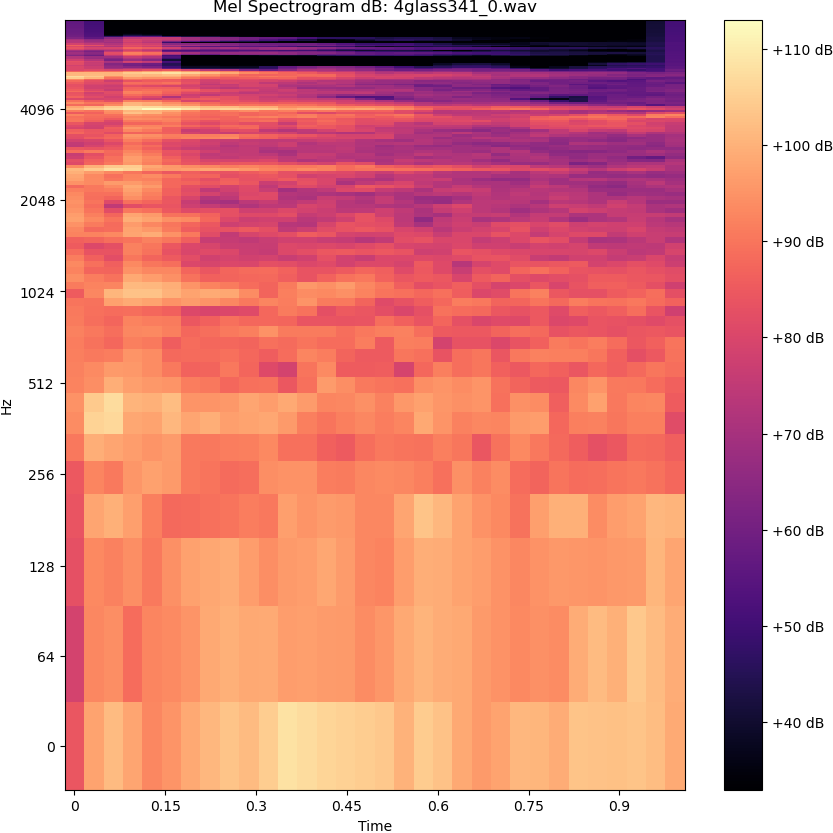 Mel Spectrogram dB: 4glass341_0.wav
+110 dB
4096
+100 dB
2048
+90 dB
1024
+80 dB
512
Hz
+70 dB
256
+60 dB
128
+50 dB
64
+40 dB
0
0 0.15 0.3 0.45 0.6 0.75 0.9
Time